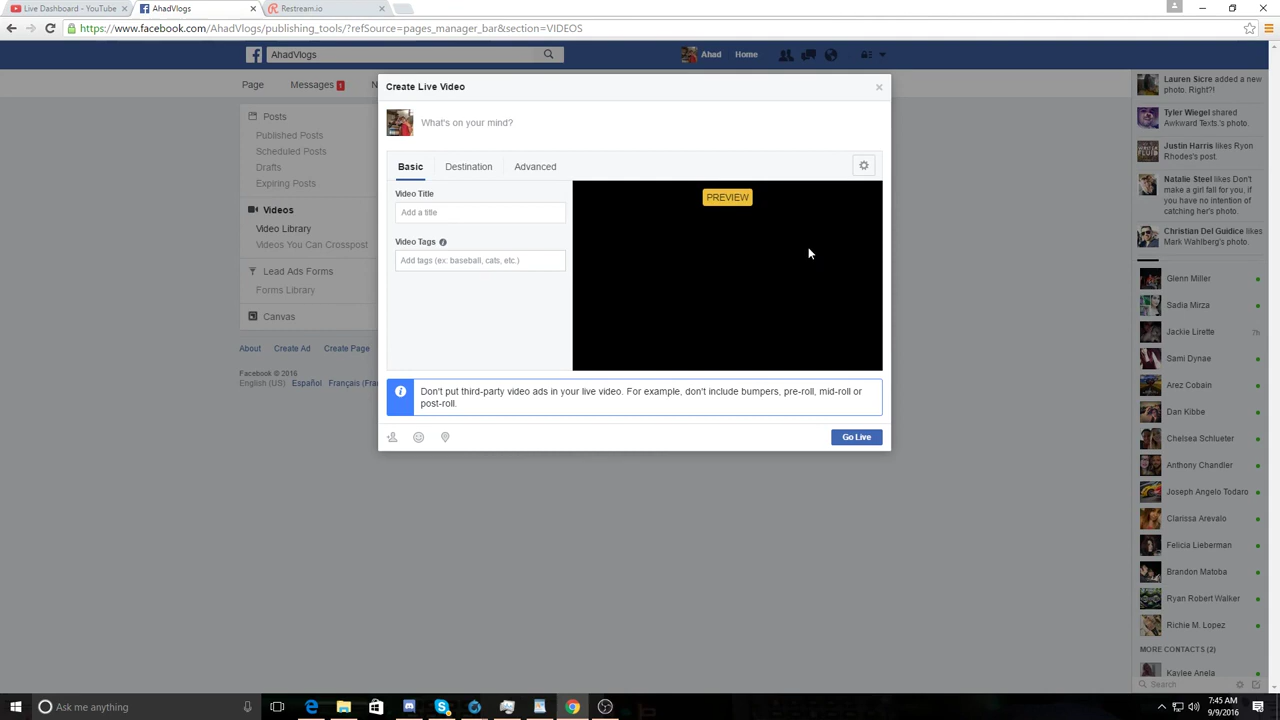 Live Dashboard - YouTube
AhadVlogs
Restream.io
https://www.facebook.com/AhadVlogs/publishing_tools/?refSource=pages_manager_bar&section=VIDEOS
AhadVlogs
Ahad
Home
Page
Messages 1
N
Posts
Published Posts
Scheduled Posts
Drafts
Expiring Posts
Videos
Video Library
Videos You Can Crosspost
Lead Ads Forms
Forms Library
Canvas
About Create Ad Create Page
Facebook © 2016
English (US) Español Français (Fra
Create Live Video
What's on your mind?
Basic
Destination
Advanced
Video Title
Add a title
Video Tags
Add tags (ex: baseball, cats, etc.)
PREVIEW
Don't put third-party video ads in your live video. For example, don't include bumpers, pre-roll, mid-roll or
post-roll.
Go Live
Lauren Sicre added a new
photo. Right?!
Tyler Wiegel shared
Awkward Texts.'s photo.
Justin Harris likes Ryon
Rhodes's post.
Natalie Steel likes Don't
make a girl fall for you, if
you have no intention of
catching her's photo.
Christian Del Guidice likes
Mark Wahlberg's photo.
Glenn Miller
Sadia Mirza
Jackie Lirette 7h
Sami Dynae
Arez Cobain
Dan Kibbe
Chelsea Schlueter
Anthony Chandler
Joseph Angelo Todaro
Clarissa Arevalo
Felicia Lieberman
Brandon Matoba
Ryan Robert Walker
Richie M. Lopez
MORE CONTACTS (2)
Kaylee Anela
Search
Ask me anything
7:45 AM
9/9/2016